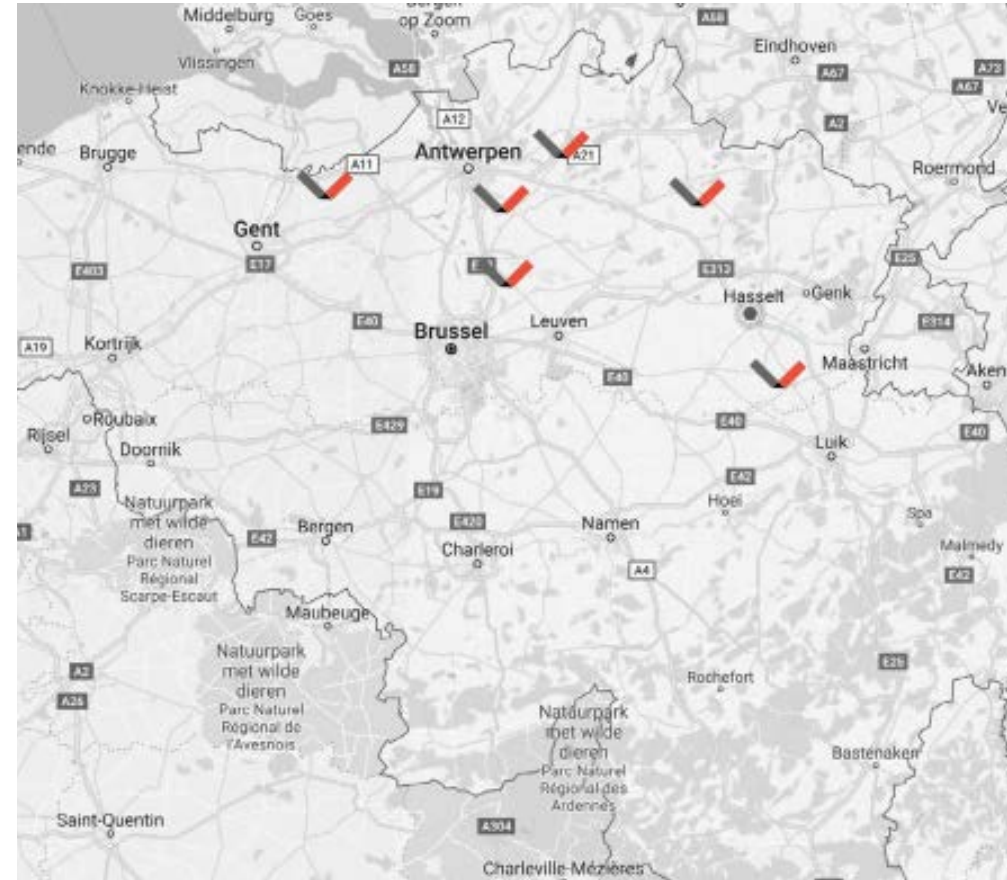 Middelburg
Goes
op Zoom
A58
Vlissingen
Eindhoven
A58
A67
A73
A67
Knokke-Heist
A12
A2
Brugge
A11
Antwerpen
A21
Roermond
Gent
E17
E403
E313
E25
Hasselt
Genk
E40
Brussel
Leuven
E314
A19
Kortrijk
Maastricht
E40
Aken
Roubaix
E429
E40
Rijsel
Doornik
Luik
E40
A23
E19
E42
Natuurpark
met wilde
dieren
Parc Naturel
Régional
Scarpe-Escaut
E42
Bergen
E420
Charleroi
Namen
Hoei
Spa
A4
Malmedy
E42
Maubeuge
Natuurpark
met wilde
dieren
Parc Naturel
Régional de
l'Avesnois
A2
A26
E25
Rochefort
Natuurpark
met wilde
dieren
Parc Naturel
Régional des
Ardennes
Bastenaken
Saint-Quentin
A304
Charleville-Mézières